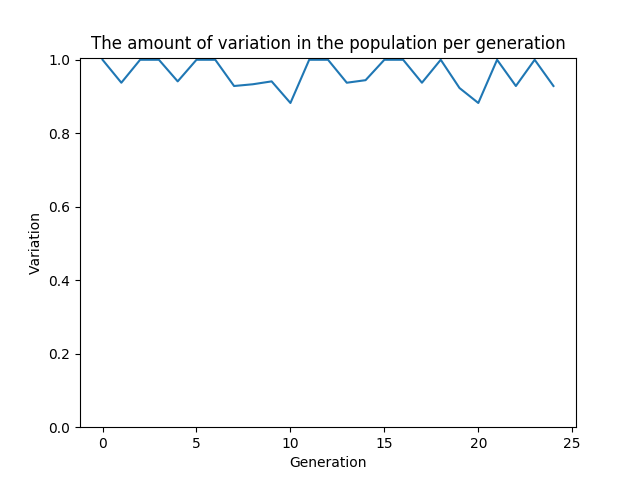 The amount of variation in the population per generation
1.0
0.8
0.6
0.4
0.2
0.0
Variation
0 5 10 15 20 25
Generation